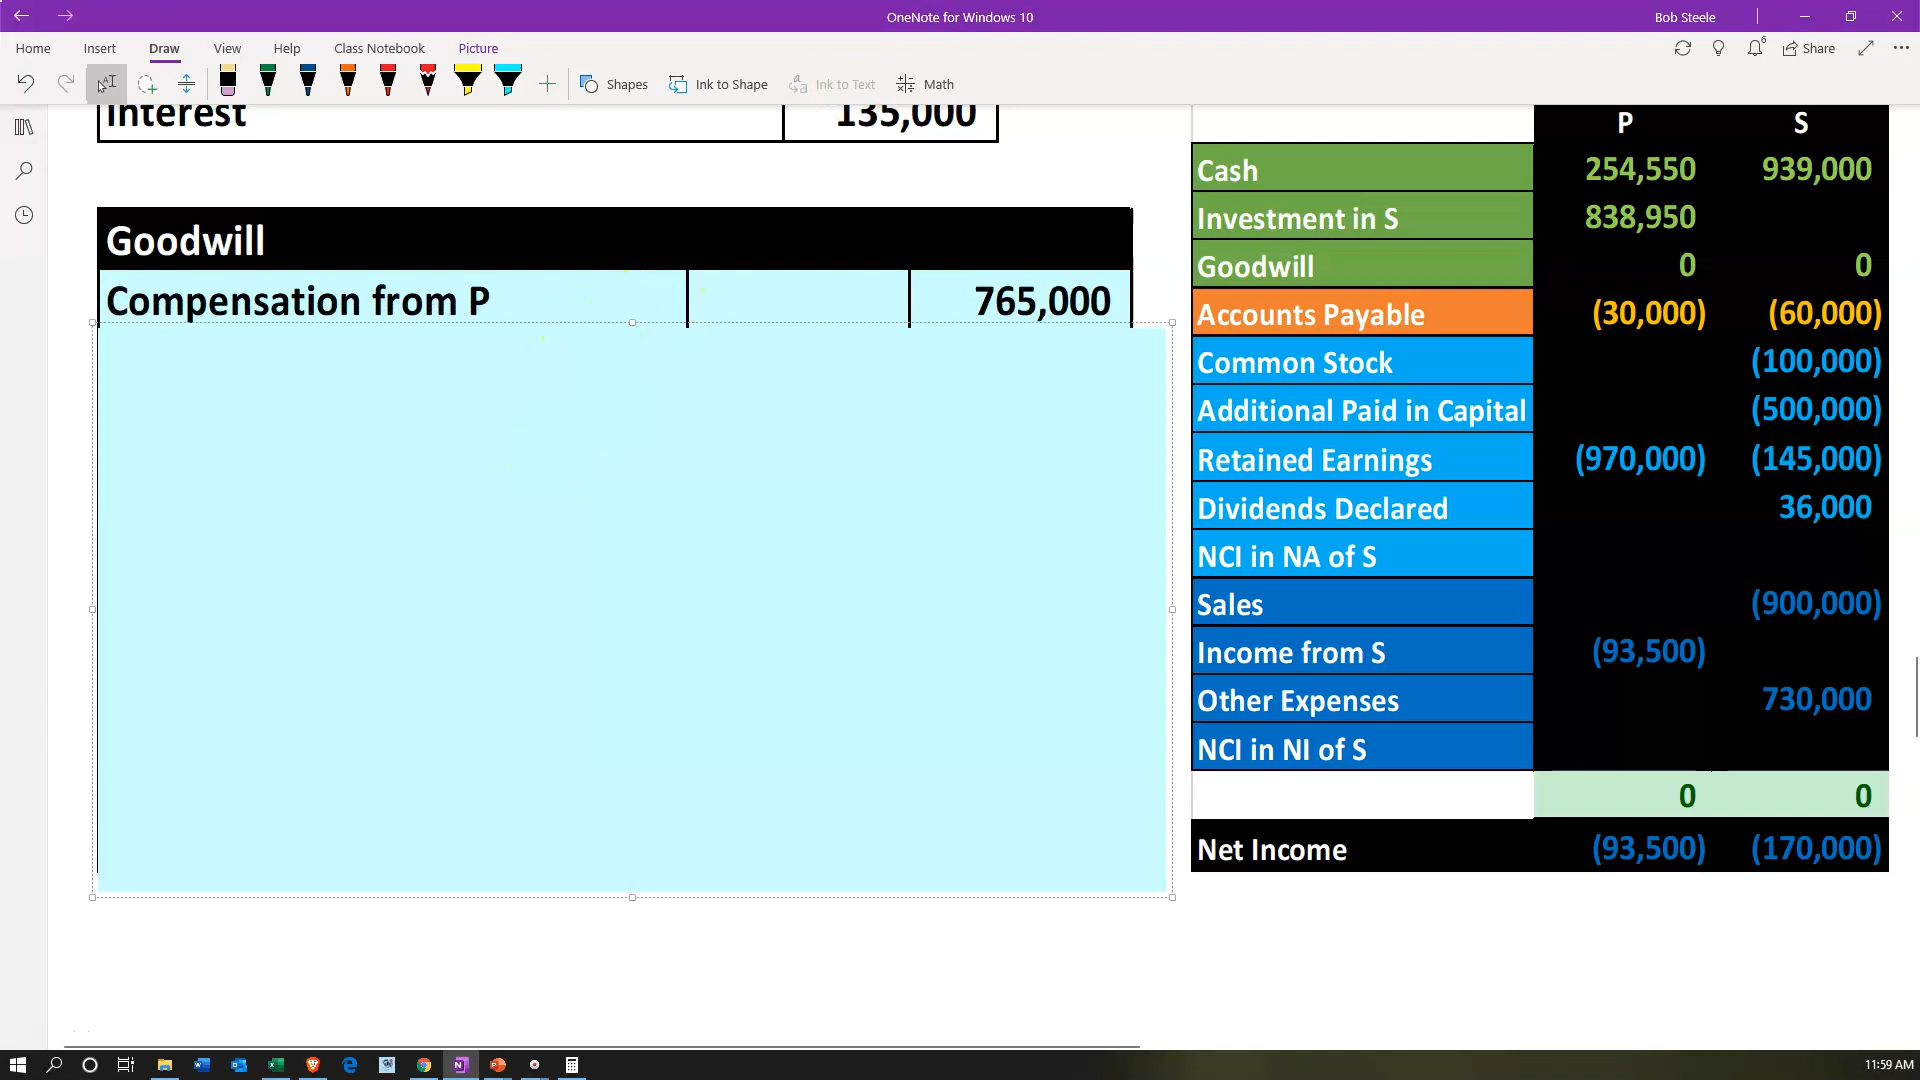 OneNote for Windows 10
Bob Steele
Home Insert Draw View Help Class Notebook Picture
6 Share
Shapes Ink to Shape Ink to Text Math
Interest 135,000
Goodwill
Compensation from P 765,000
P S
Cash 254,550 939,000
Investment in S 838,950
Goodwill 0 0
Accounts Payable (30,000) (60,000)
Common Stock (100,000)
Additional Paid in Capital (500,000)
Retained Earnings (970,000) (145,000)
Dividends Declared 36,000
NCI in NA of S
Sales (900,000)
Income from S (93,500)
Other Expenses 730,000
NCI in NI of S
0 0
Net Income (93,500) (170,000)
11:59 AM